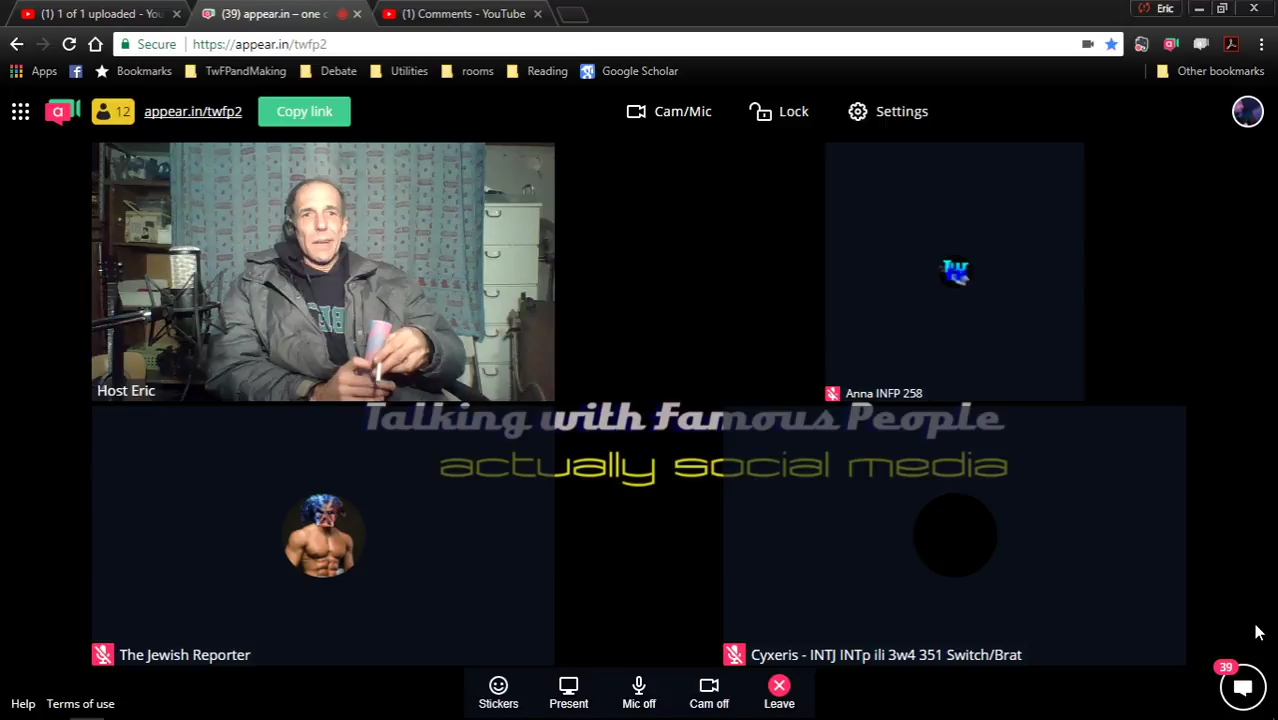 (1) 1 of 1 uploaded - You
(39) appear.in – one c
(1) Comments - YouTube
Eric
Secure
https://appear.in/twfp2
Apps
Bookmarks
TwFPandMaking
Debate
Utilities
rooms
Reading
Google Scholar
Other bookmarks
12
appear.in/twfp2
Copy link
Cam/Mic
Lock
Settings
Host Eric
Anna INFP 258
Talking with Famous People
actually social media
The Jewish Reporter
Cyxeris - INTJ INTp ili 3w4 351 Switch/Brat
39
Stickers
Present
Mic off
Cam off
Leave
Help
Terms of use